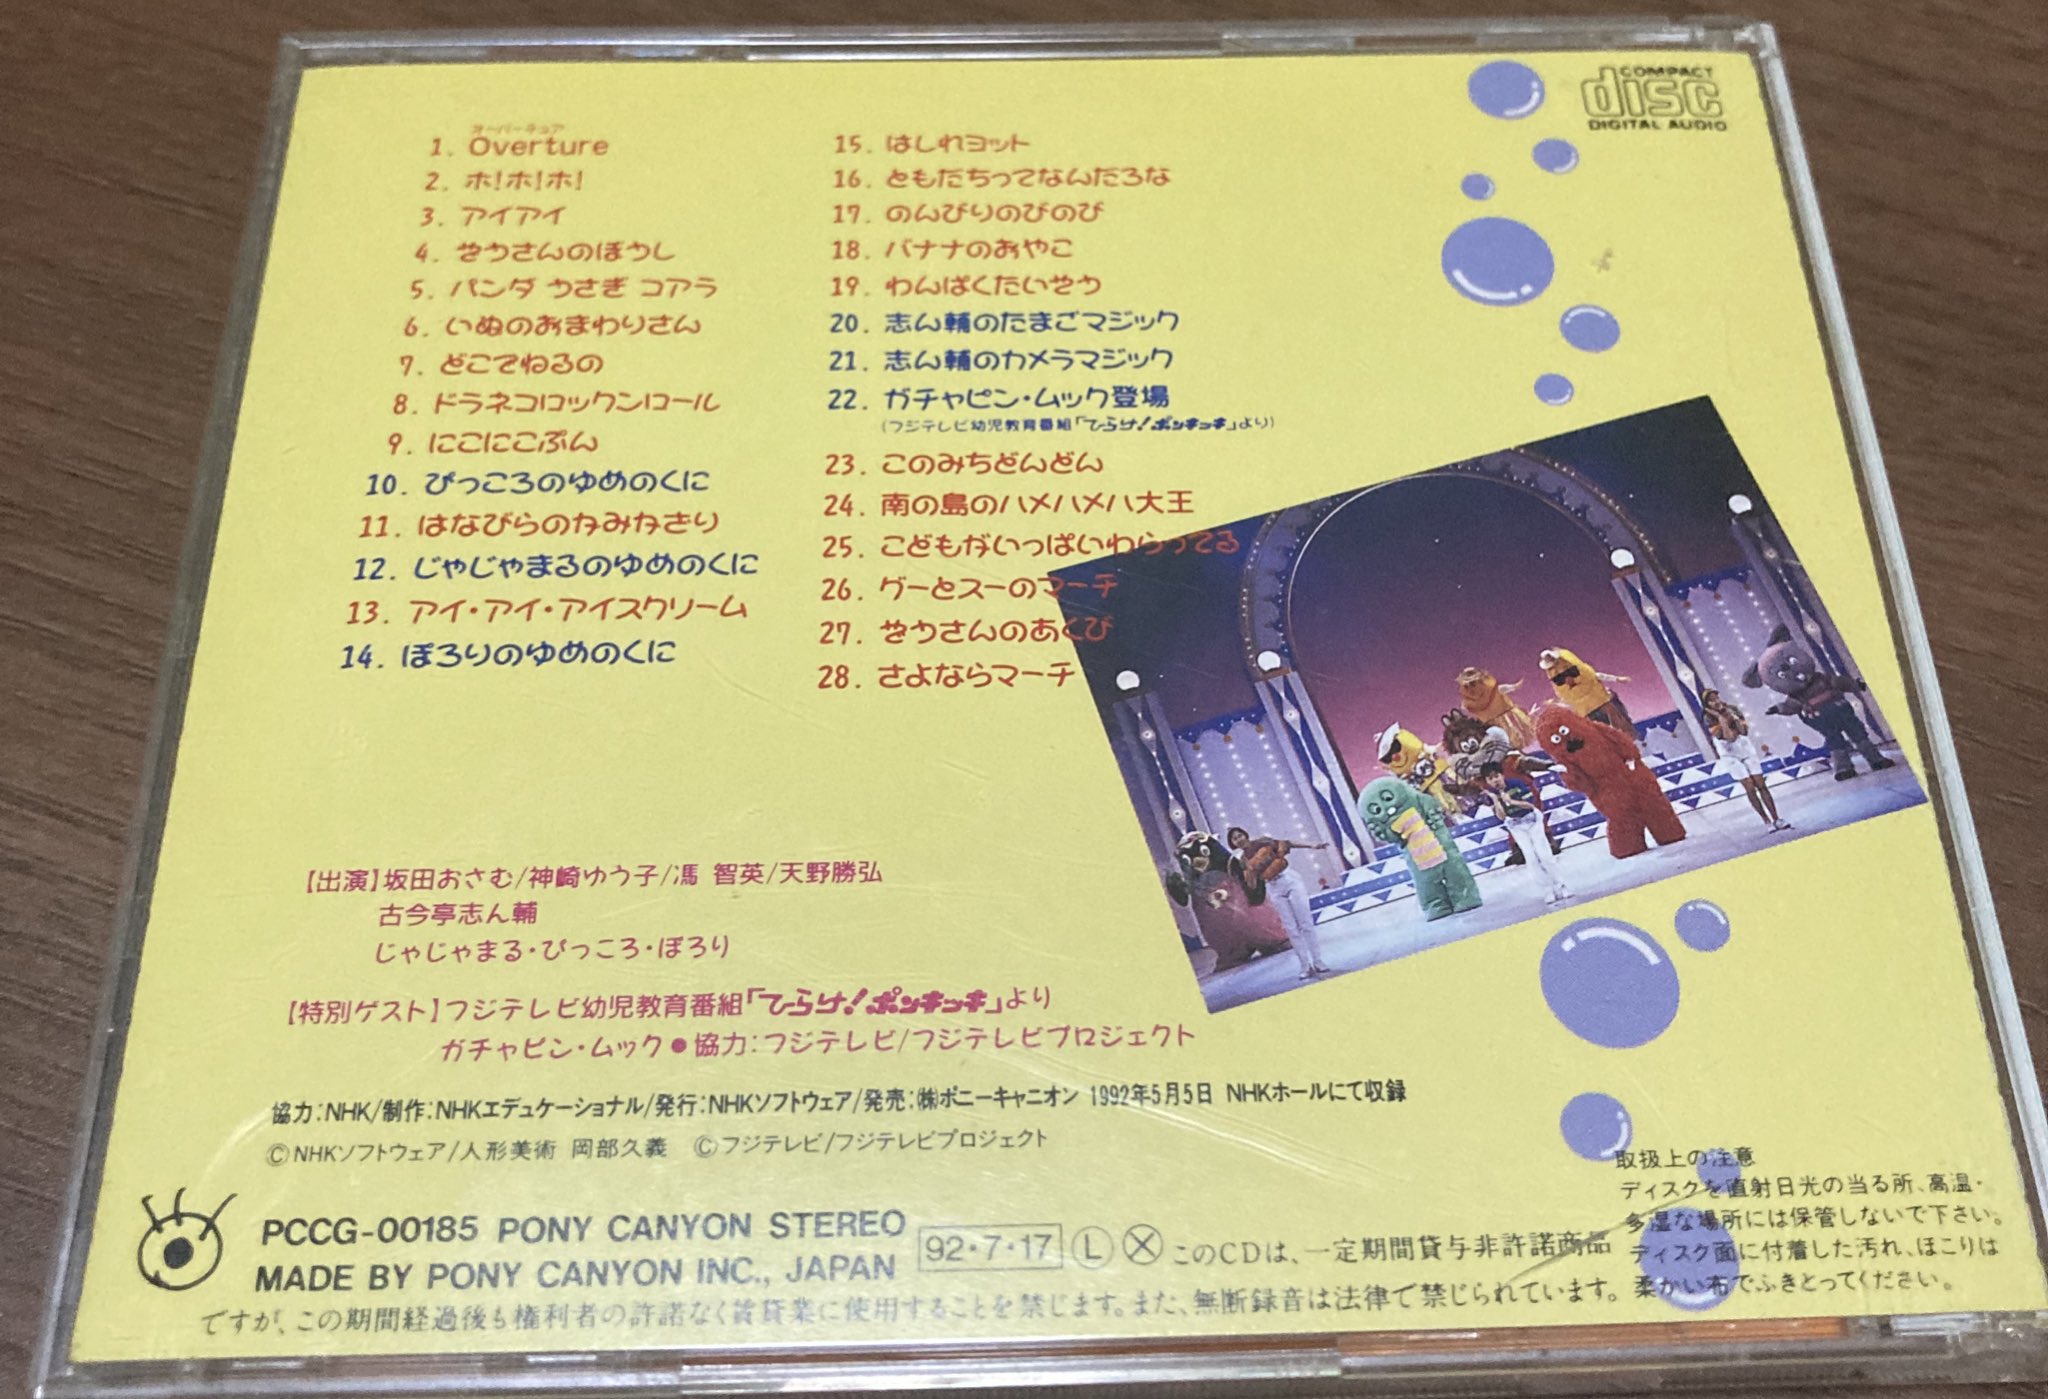 COMPACT
disc
DIGITAL AUDIO
オーバーチュア
1. Overture
2. ホ!ホ!ホ!
3. アイアイ
4. ぞうさんのぼうし
5. パンダ うさぎ コアラ
6. いぬのおまわりさん
7. どこでねるの
8. ドラネコロックンロール
9. にこにこぷん
10. ぴっころのゆめのくに
11. はなびらのなみなきり
12. じゃじゃまるのゆめのくに
13. アイ・アイ・アイスクリーム
14. ぽろりのゆめのくに
15. はしれヨット
16. ともだちってなんだろな
17. のんびりのびのび
18. バナナのおやこ
19. わんぱくたいそう
20. 志ん輔のたまごマジック
21. 志ん輔のカメラマジック
22. ガチャピン・ムック登場
(フジテレビ幼児教育番組「ひらけ!ポンキッキ」より)
23. このみちどんどん
24. 南の島のハメハメハ大王
25. こどもがいっぱいわらってる
26. グーとスーのマーチ
27. ぞうさんのあくび
28. さよならマーチ
【出演】坂田おさむ/神崎ゆう子/馮 智英/天野勝弘
古今亭志ん輔
じゃじゃまる・ぴっころ・ぽろり
【特別ゲスト】フジテレビ幼児教育番組「ひらけ!ポンキッキ」より
ガチャピン・ムック●協力:フジテレビ/フジテレビプロジェクト
協力:NHK/制作:NHKエデュケーショナル/発行:NHKソフトウェア/発売:㈱ポニーキャニオン 1992年5月5日 NHKホールにて収録
©NHKソフトウェア/人形美術 岡部久義 ©フジテレビ/フジテレビプロジェクト
PCCG-00185 PONY CANYON STEREO
MADE BY PONY CANYON INC., JAPAN
92・7・17 Ⓛ Ⓧ このCDは、一定期間貸与非許諾商品
ですが、この期間経過後も権利者の許諾なく賃貸業に使用することを禁じます。また、無断録音は法律で禁じられています。
取扱上の注意
ディスクを直射日光の当る所、高温・
多湿な場所には保管しないで下さい。
ディスク面に付着した汚れ、ほこりは
柔かい布でふきとってください。